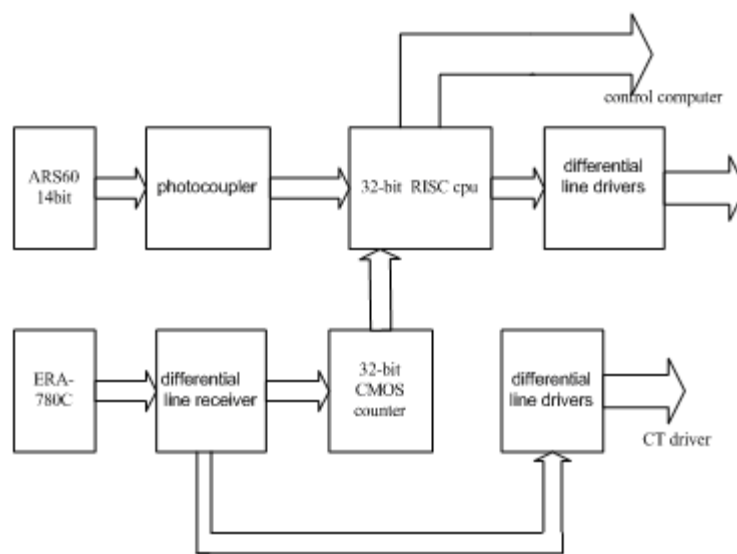 control computer
ARS60
14bit
photocoupler
32-bit RISC cpu
differential
line drivers
ERA-
780C
differential
line receiver
32-bit
CMOS
counter
differential
line drivers
CT driver